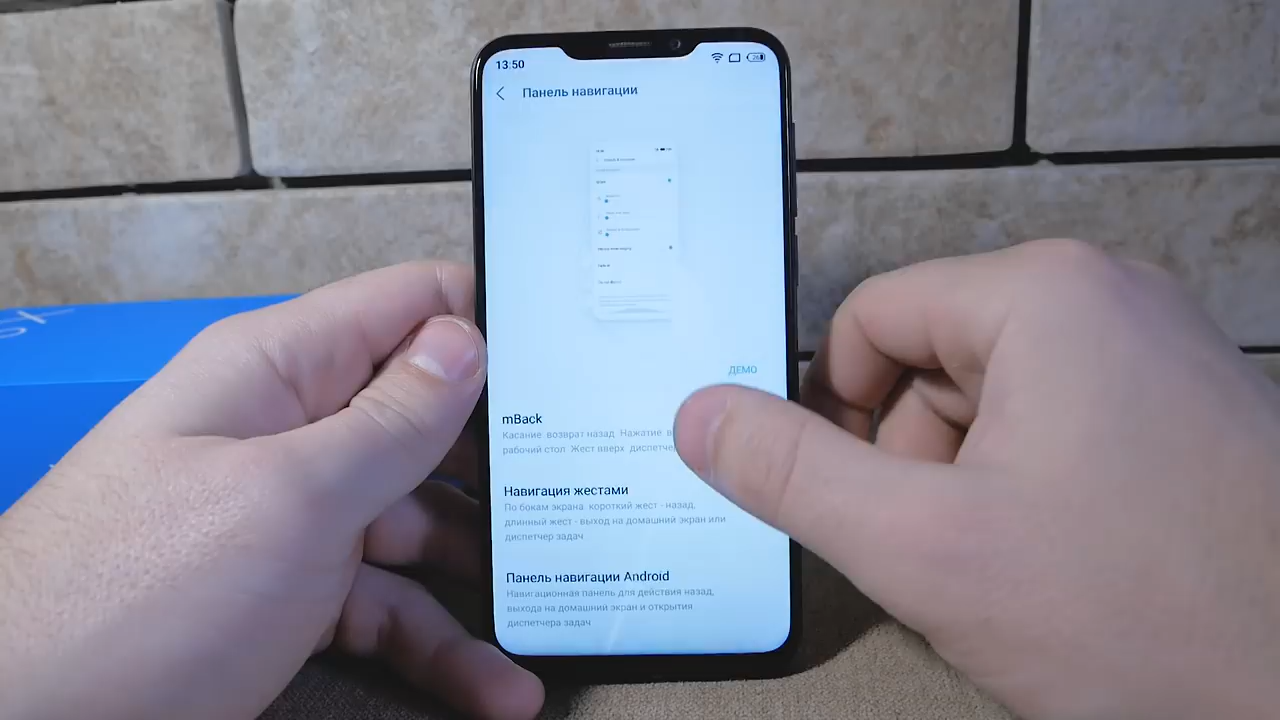 13:50
Панель навигации
ДЕМО
mBack
Касание возврат назад Нажатие
рабочий стол Жест вверх
Навигация жестами
По бокам экрана короткий жест - назад,
длинный жест - выход на домашний экран или
диспетчер задач
Панель навигации Android
Навигационная панель для действия назад,
выхода на домашний экран и открытия
диспетчера задач